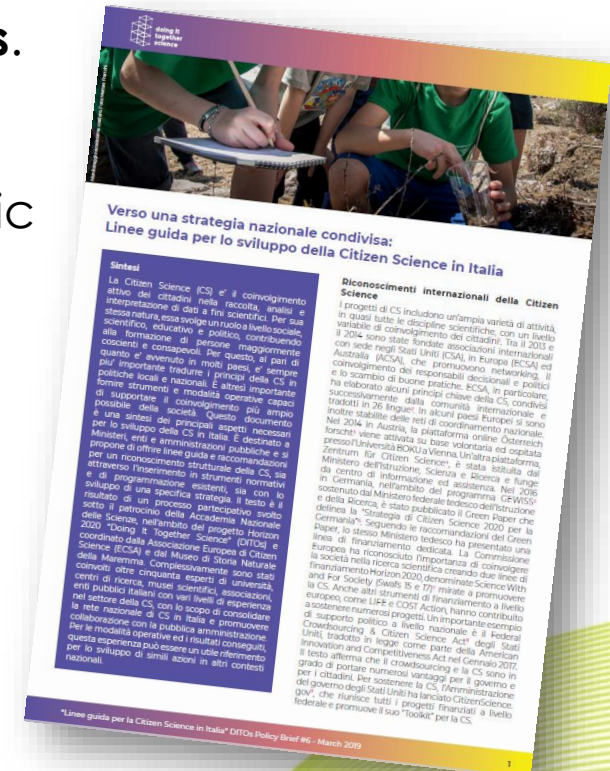 s.
ic
doing it
together
science
Verso una strategia nazionale condivisa:
Linee guida per lo sviluppo della Citizen Science in Italia
Sintesi
La Citizen Science (CS) e' il coinvolgimento
attivo dei cittadini nella raccolta, analisi e
interpretazione di dati a fini scientifici. Per sua
stessa natura, essa svolge un ruolo a livello sociale,
scientifico, educativo e politico, contribuendo
alla formazione di persone maggiormente
coscienti e consapevoli. Per questo, al pari di
quanto e' avvenuto in molti paesi, e' sempre
piu' importante tradurre i principi della CS in
politiche locali e nazionali. È altresì importante
fornire strumenti e modalità operative capaci
di supportare il coinvolgimento più ampio
possibile della società. Questo documento
è una sintesi dei principali aspetti necessari
per lo sviluppo della CS in Italia. È destinato a
Ministeri, enti e amministrazioni pubbliche e si
propone di offrire linee guida e raccomandazioni
per un riconoscimento strutturale della CS, sia
attraverso l'inserimento in strumenti normativi
e di programmazione esistenti, sia con lo
sviluppo di una specifica strategia. Il testo è il
risultato di un processo partecipativo svolto
sotto il patrocinio della Accademia Nazionale
delle Scienze, nell'ambito del progetto Horizon
2020 “Doing It Together Science” (DITOs) e
coordinato dalla Associazione Europea di Citizen
Science (ECSA) e dal Museo di Storia Naturale
della Maremma. Complessivamente sono stati
coinvolti oltre cinquanta esperti di università,
centri di ricerca, musei scientifici, associazioni,
enti pubblici italiani con vari livelli di esperienza
nel settore della CS, con lo scopo di consolidare
la rete nazionale di CS in Italia e promuovere
collaborazione con la pubblica amministrazione.
Per le modalità operative ed i risultati conseguiti,
questa esperienza può essere un utile riferimento
per lo sviluppo di simili azioni in altri contesti
nazionali.
Riconoscimenti internazionali della Citizen
Science
I progetti di CS includono un'ampia varietà di attività,
in quasi tutte le discipline scientifiche, con un livello
variabile di coinvolgimento dei cittadini. Tra il 2013 e
il 2014 sono state fondate associazioni internazionali
con sede negli Stati Uniti (CSA), in Europa (ECSA) ed
Australia (ACSA), che promuovono networking, il
coinvolgimento dei responsabili decisionali e politici
e lo scambio di buone pratiche. ECSA, in particolare,
ha elaborato alcuni principi chiave della CS, condivisi
successivamente dalla comunità internazionale e
tradotti in 26 lingue. In alcuni paesi Europei si sono
inoltre stabilite delle reti di coordinamento nazionale.
Nel 2014 in Austria, la piattaforma online Österreich
forscht viene attivata su base volontaria ed ospitata
presso l'Università BOKU a Vienna. Un'altra piattaforma,
Zentrum für Citizen Science, è stata istituita dal
Ministero dell'Istruzione, Scienza e Ricerca e funge
da centro di informazione ed assistenza. Nel 2016
in Germania, nell'ambito del programma GEWISS
sostenuto dal Ministero federale tedesco dell'Istruzione
e della Ricerca, è stato pubblicato il Green Paper che
delinea la “Strategia di Citizen Science 2020 per la
Germania”. Seguendo le raccomandazioni del Green
Paper, lo stesso Ministero tedesco ha presentato una
linea di finanziamento dedicata. La Commissione
Europea ha riconosciuto l'importanza di coinvolgere
la società nella ricerca scientifica creando due linee di
finanziamento Horizon 2020, denominate Science With
and For Society (Swafs 15 e 17) mirate a promuovere
la CS. Anche altri strumenti di finanziamento a livello
europeo, come LIFE e COST Action, hanno contribuito
a sostenere numerosi progetti. Un importante esempio
di supporto politico a livello nazionale è il Federal
Crowdsourcing & Citizen Science Act degli Stati
Uniti, tradotto in legge come parte della American
Innovation and Competitiveness Act nel Gennaio 2017.
Il testo afferma che il crowdsourcing e la CS sono in
grado di portare numerosi vantaggi per il governo e
per i cittadini. Per sostenere la CS, l'Amministrazione
del governo degli Stati Uniti ha lanciato CitizenScience.
gov, che riunisce tutti i progetti finanziati a livello
federale e promuove il suo “Toolkit” per la CS.
“Linee guida per la Citizen Science in Italia” DITOs Policy Brief #6 - March 2019
1